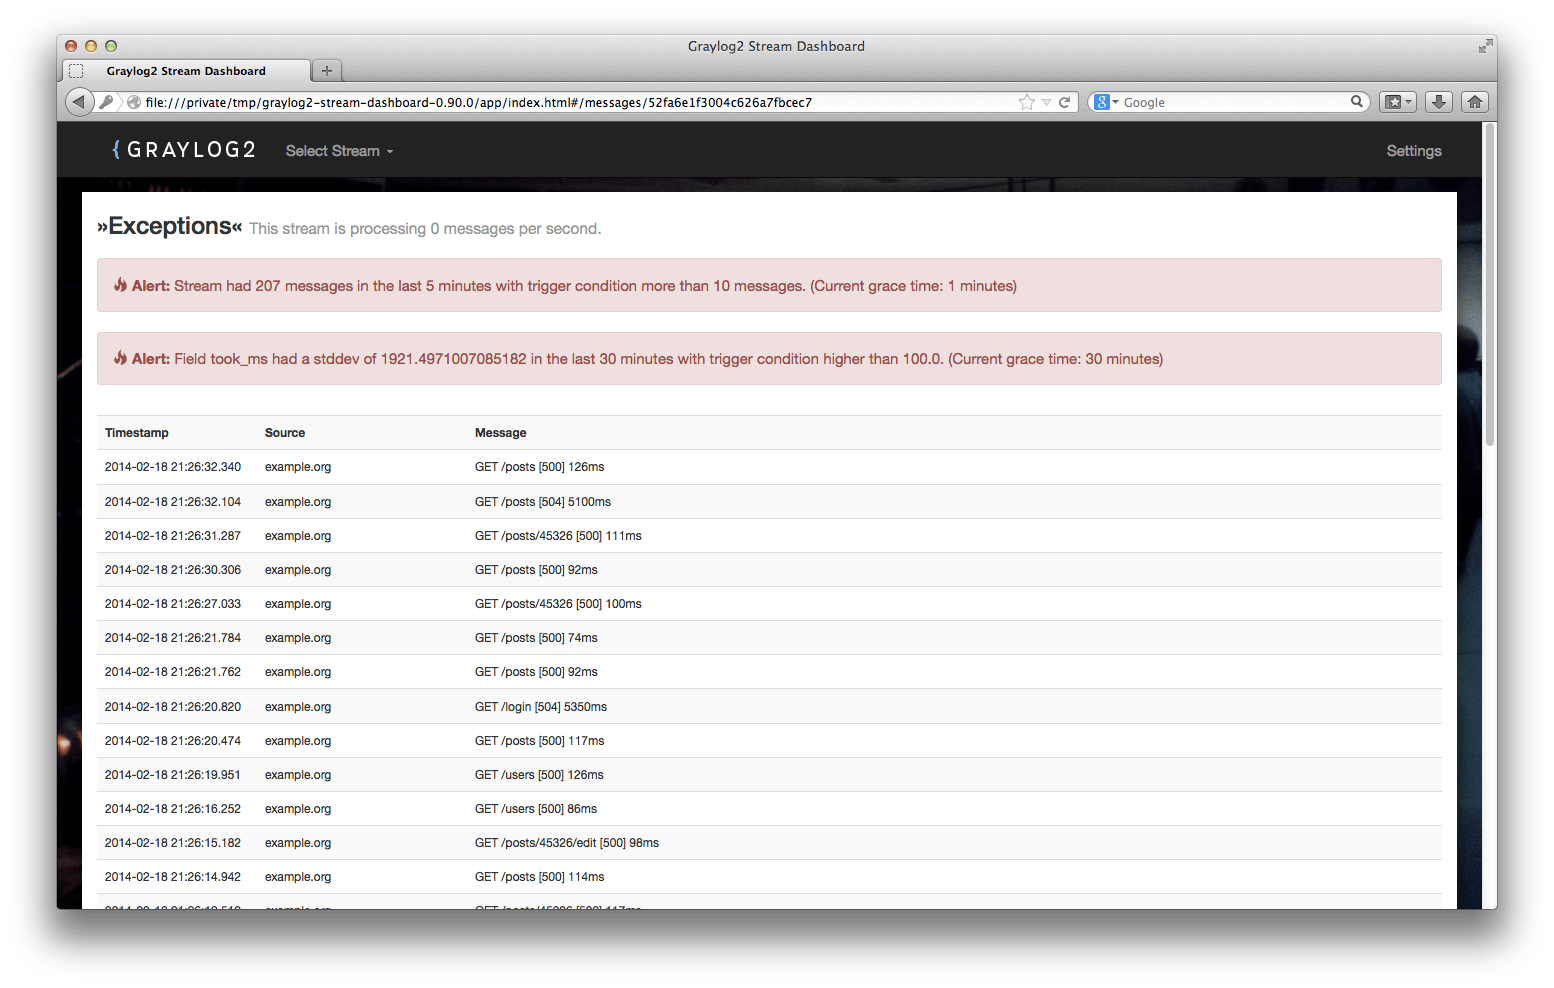 Graylog2 Stream Dashboard
Graylog2 Stream Dashboard
file:///private/tmp/graylog2-stream-dashboard-0.90.0/app/index.html#/messages/52fa6e1f3004c626a7fbcec7
8 Google
{ GRAYLOG2 Select Stream Settings
»Exceptions« This stream is processing 0 messages per second.
Alert: Stream had 207 messages in the last 5 minutes with trigger condition more than 10 messages. (Current grace time: 1 minutes)
Alert: Field took_ms had a stddev of 1921.4971007085182 in the last 30 minutes with trigger condition higher than 100.0. (Current grace time: 30 minutes)
Timestamp Source Message
2014-02-18 21:26:32.340 example.org GET /posts [500] 126ms
2014-02-18 21:26:32.104 example.org GET /posts [504] 5100ms
2014-02-18 21:26:31.287 example.org GET /posts/45326 [500] 111ms
2014-02-18 21:26:30.306 example.org GET /posts [500] 92ms
2014-02-18 21:26:27.033 example.org GET /posts/45326 [500] 100ms
2014-02-18 21:26:21.784 example.org GET /posts [500] 74ms
2014-02-18 21:26:21.762 example.org GET /posts [500] 92ms
2014-02-18 21:26:20.820 example.org GET /login [504] 5350ms
2014-02-18 21:26:20.474 example.org GET /posts [500] 117ms
2014-02-18 21:26:19.951 example.org GET /users [500] 126ms
2014-02-18 21:26:16.252 example.org GET /users [500] 86ms
2014-02-18 21:26:15.182 example.org GET /posts/45326/edit [500] 98ms
2014-02-18 21:26:14.942 example.org GET /posts [500] 114ms